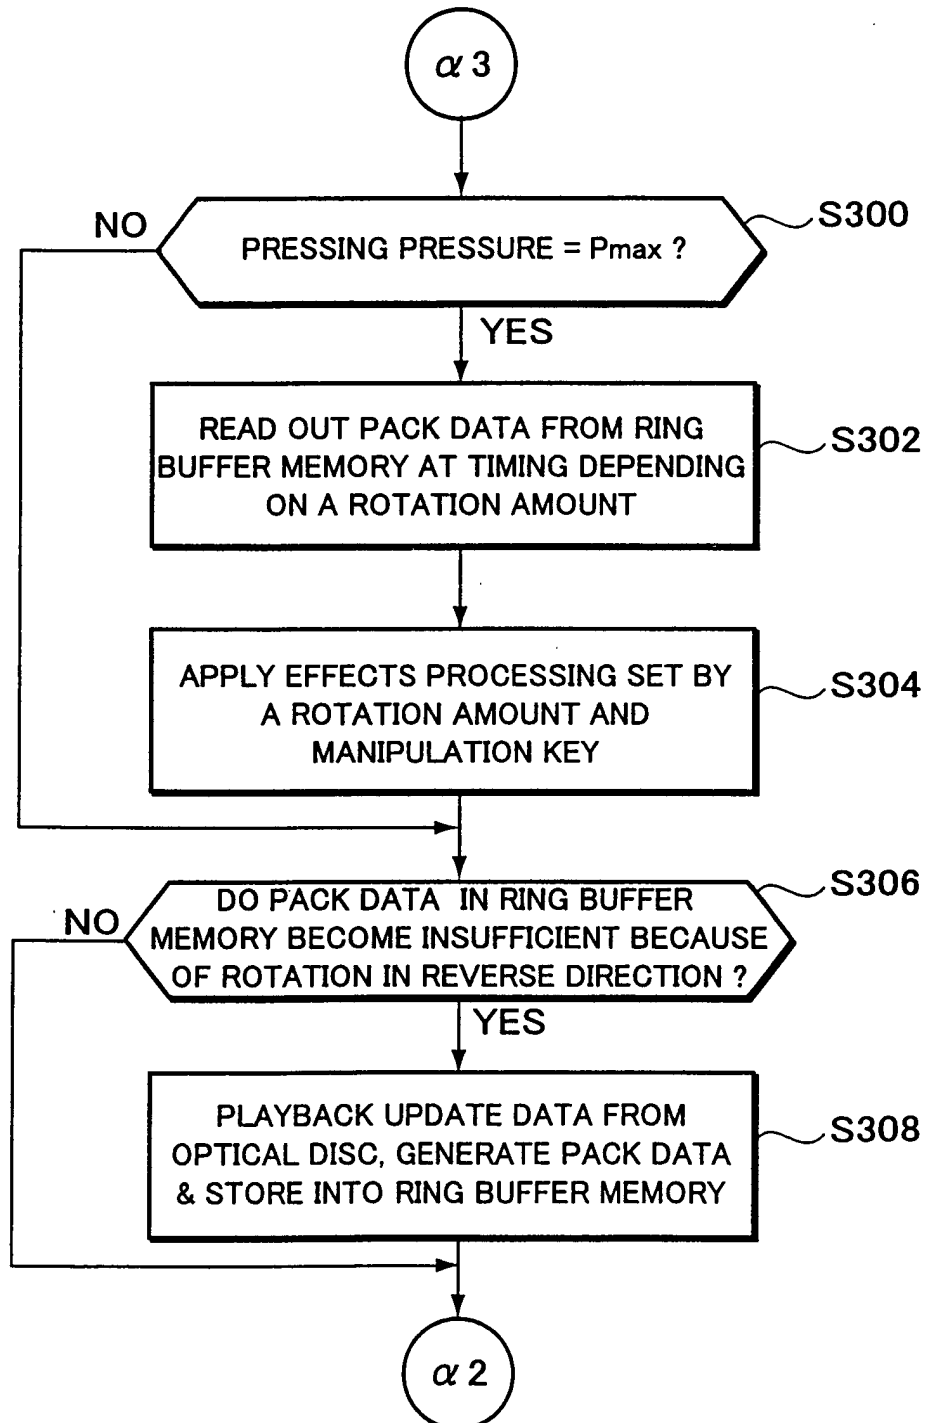 α3
NO
S300
PRESSING PRESSURE = Pmax ?
YES
READ OUT PACK DATA FROM RING
BUFFER MEMORY AT TIMING DEPENDING
ON A ROTATION AMOUNT
S302
APPLY EFFECTS PROCESSING SET BY
A ROTATION AMOUNT AND
MANIPULATION KEY
S304
NO
DO PACK DATA IN RING BUFFER
MEMORY BECOME INSUFFICIENT BECAUSE
OF ROTATION IN REVERSE DIRECTION ?
S306
YES
PLAYBACK UPDATE DATA FROM
OPTICAL DISC, GENERATE PACK DATA
& STORE INTO RING BUFFER MEMORY
S308
α2